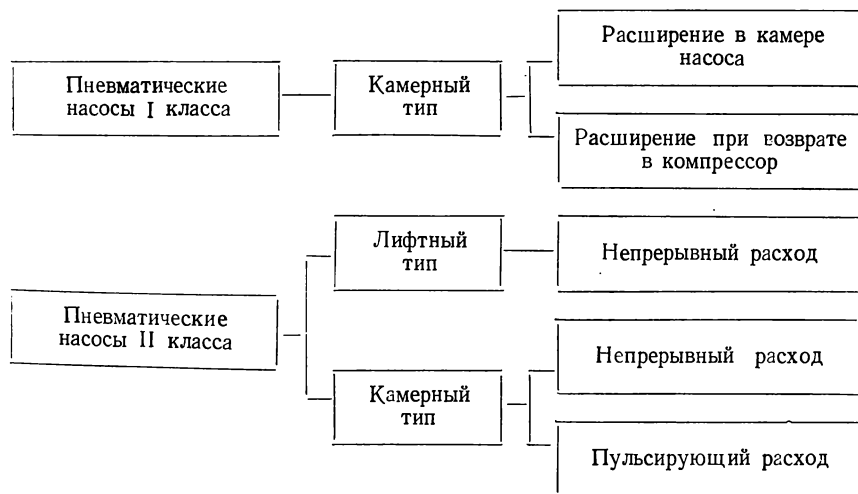 Расширение в камере
насоса
Пневматические
насосы I класса
Камерный
тип
Расширение при возврате
в компрессор
Лифтный
тип
Непрерывный расход
Пневматические
насосы II класса
Непрерывный расход
Камерный
тип
Пульсирующий расход